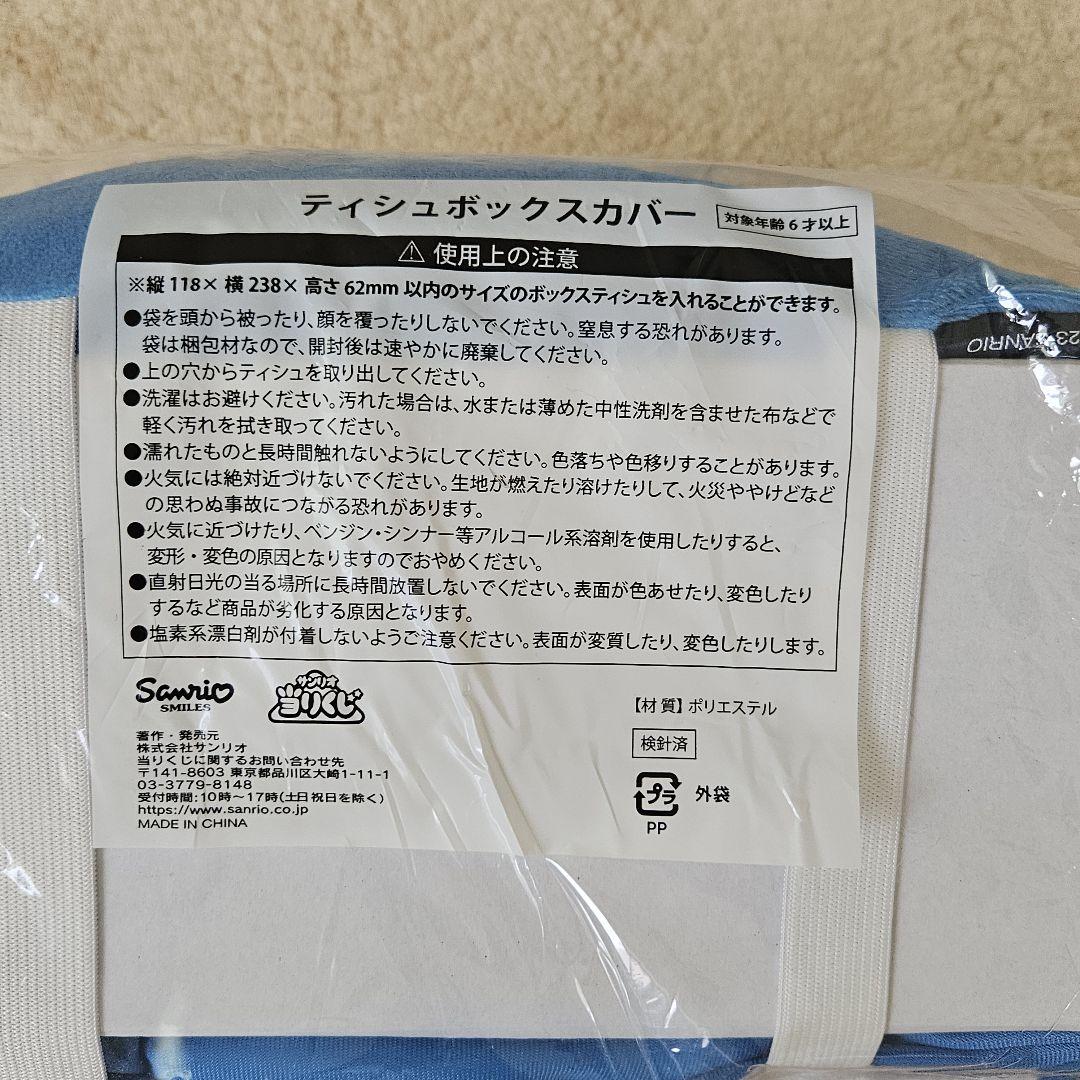 ティシュボックスカバー
対象年齢6才以上
⚠ 使用上の注意
※縦118×横238×高さ62mm以内のサイズのボックスティシュを入れることができます。
●袋を頭から被ったり、顔を覆ったりしないでください。窒息する恐れがあります。
袋は梱包材なので、開封後は速やかに廃棄してください。
●上の穴からティシュを取り出してください。
●洗濯はお避けください。汚れた場合は、水または薄めた中性洗剤を含ませた布などで
軽く汚れを拭き取ってください。
●濡れたものと長時間触れないようにしてください。色落ちや色移りすることがあります。
●火気には絶対近づけないでください。生地が燃えたり溶けたりして、火災ややけどなど
の思わぬ事故につながる恐れがあります。
●火気に近づけたり、ベンジン・シンナー等アルコール系溶剤を使用したりすると、
変形・変色の原因となりますのでおやめください。
●直射日光の当る場所に長時間放置しないでください。表面が色あせたり、変色したり
するなど商品が劣化する原因となります。
●塩素系漂白剤が付着しないようご注意ください。表面が変質したり、変色したりします。
Sanrio
SMILES
サンリオ
当りくじ
著作・発売元
株式会社サンリオ
当りくじに関するお問い合わせ先
〒141-8603 東京都品川区大崎1-11-1
03-3779-8148
受付時間:10時～17時(土日祝日を除く)
https://www.sanrio.co.jp
MADE IN CHINA
【材質】ポリエステル
検針済
プラ
外袋
PP
23 SANRIO